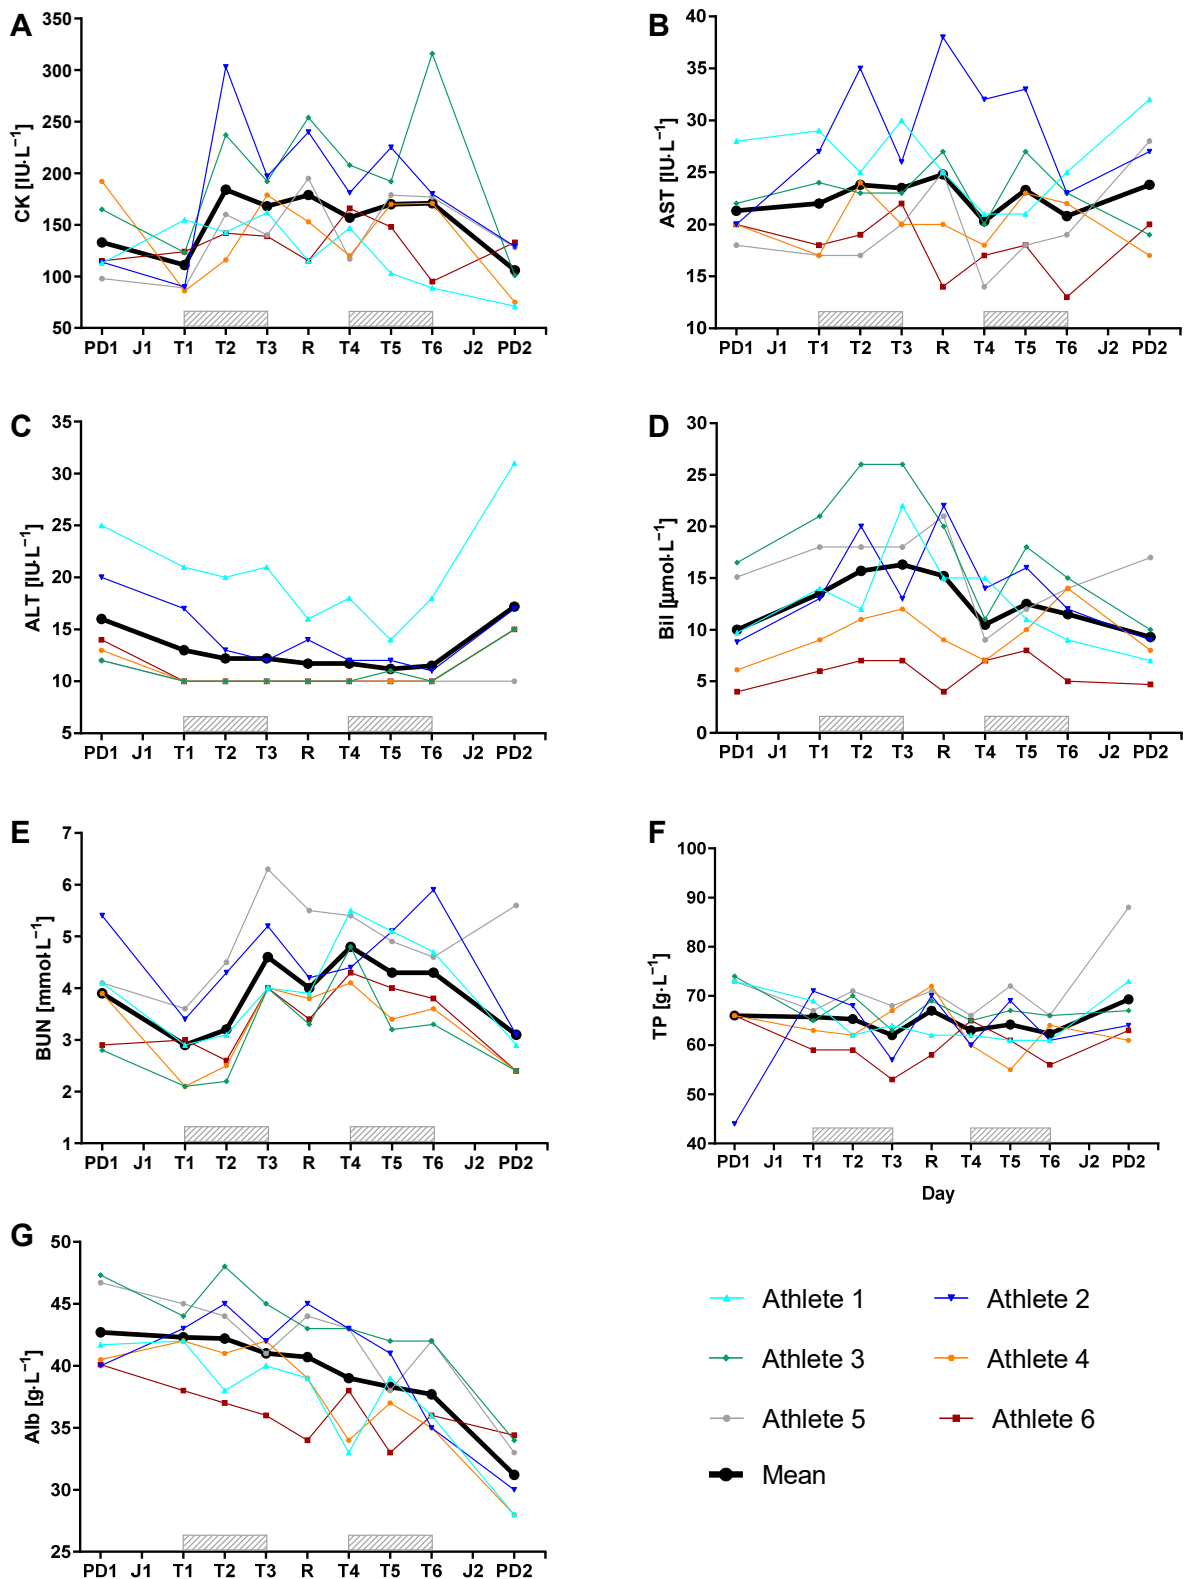 A
CK [IU·L⁻¹]
350
300
250
200
150
100
50
PD1 J1 T1 T2 T3 R T4 T5 T6 J2 PD2
B
AST [IU·L⁻¹]
40
35
30
25
20
15
10
PD1 J1 T1 T2 T3 R T4 T5 T6 J2 PD2
C
ALT [IU·L⁻¹]
35
30
25
20
15
10
5
PD1 J1 T1 T2 T3 R T4 T5 T6 J2 PD2
D
Bil [µmol·L⁻¹]
30
25
20
15
10
5
0
PD1 J1 T1 T2 T3 R T4 T5 T6 J2 PD2
E
BUN [mmol·L⁻¹]
7
6
5
4
3
2
1
PD1 J1 T1 T2 T3 R T4 T5 T6 J2 PD2
F
TP [g·L⁻¹]
100
90
80
70
60
50
40
PD1 J1 T1 T2 T3 R T4 T5 T6 J2 PD2
Day
G
Alb [g·L⁻¹]
50
45
40
35
30
25
PD1 J1 T1 T2 T3 R T4 T5 T6 J2 PD2
Athlete 1 Athlete 2
Athlete 3 Athlete 4
Athlete 5 Athlete 6
Mean